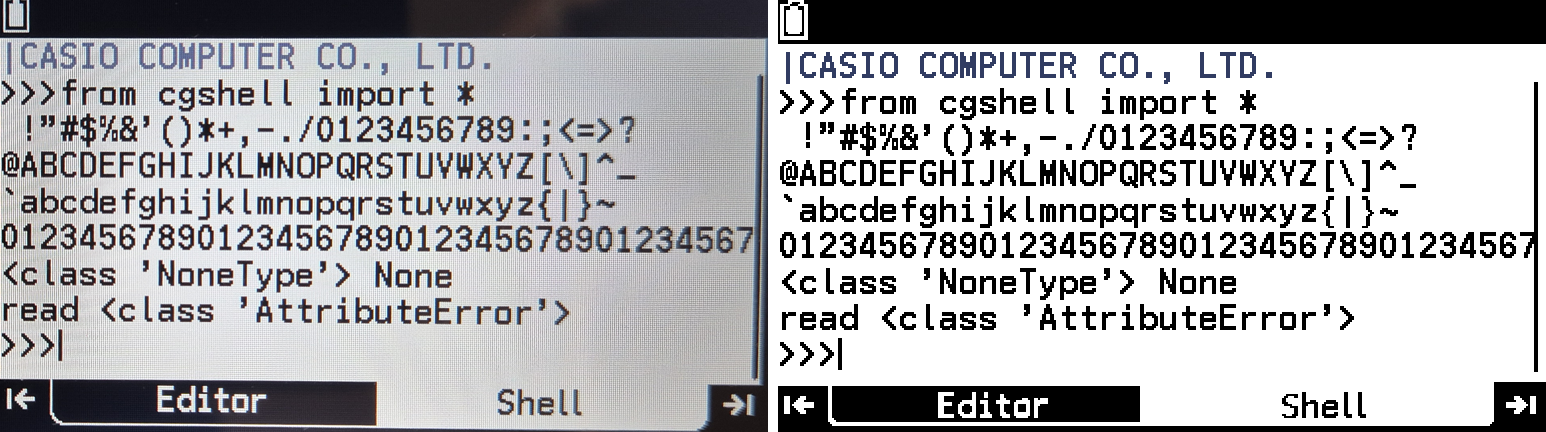 |CASIO COMPUTER CO., LTD.
>>>from cgshell import *
 !"#$%&'()*+,-./0123456789:;<=>?
@ABCDEFGHIJKLMNOPQRSTUVWXYZ[\]^_
`abcdefghijklmnopqrstuvwxyz{|}~
01234567890123456789012345678901234567
<class 'NoneType'> None
read <class 'AttributeError'>
>>>|
Editor
Shell
|CASIO COMPUTER CO., LTD.
>>>from cgshell import *
 !"#$%&'()*+,-./0123456789:;<=>?
@ABCDEFGHIJKLMNOPQRSTUVWXYZ[\]^_
`abcdefghijklmnopqrstuvwxyz{|}~
01234567890123456789012345678901234567
<class 'NoneType'> None
read <class 'AttributeError'>
>>>|
Editor
Shell